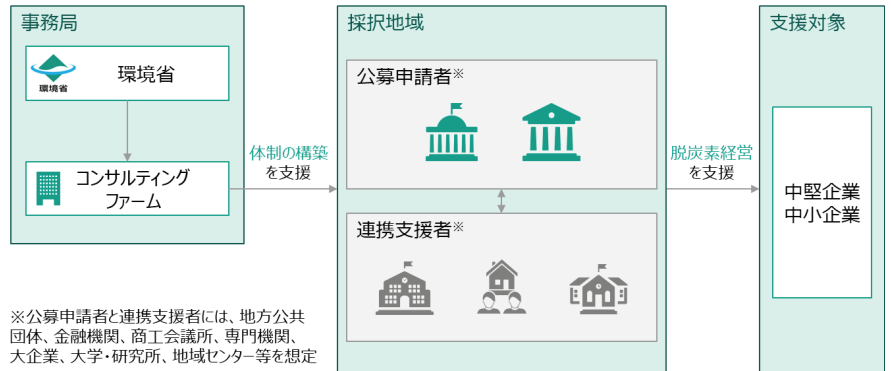 事務局
環境省
環境省
コンサルティング
ファーム
体制の構築
を支援
採択地域
公募申請者※
連携支援者※
脱炭素経営
を支援
支援対象
中堅企業
中小企業
※公募申請者と連携支援者には、地方公共
団体、金融機関、商工会議所、専門機関、
大企業、大学・研究所、地域センター等を想定